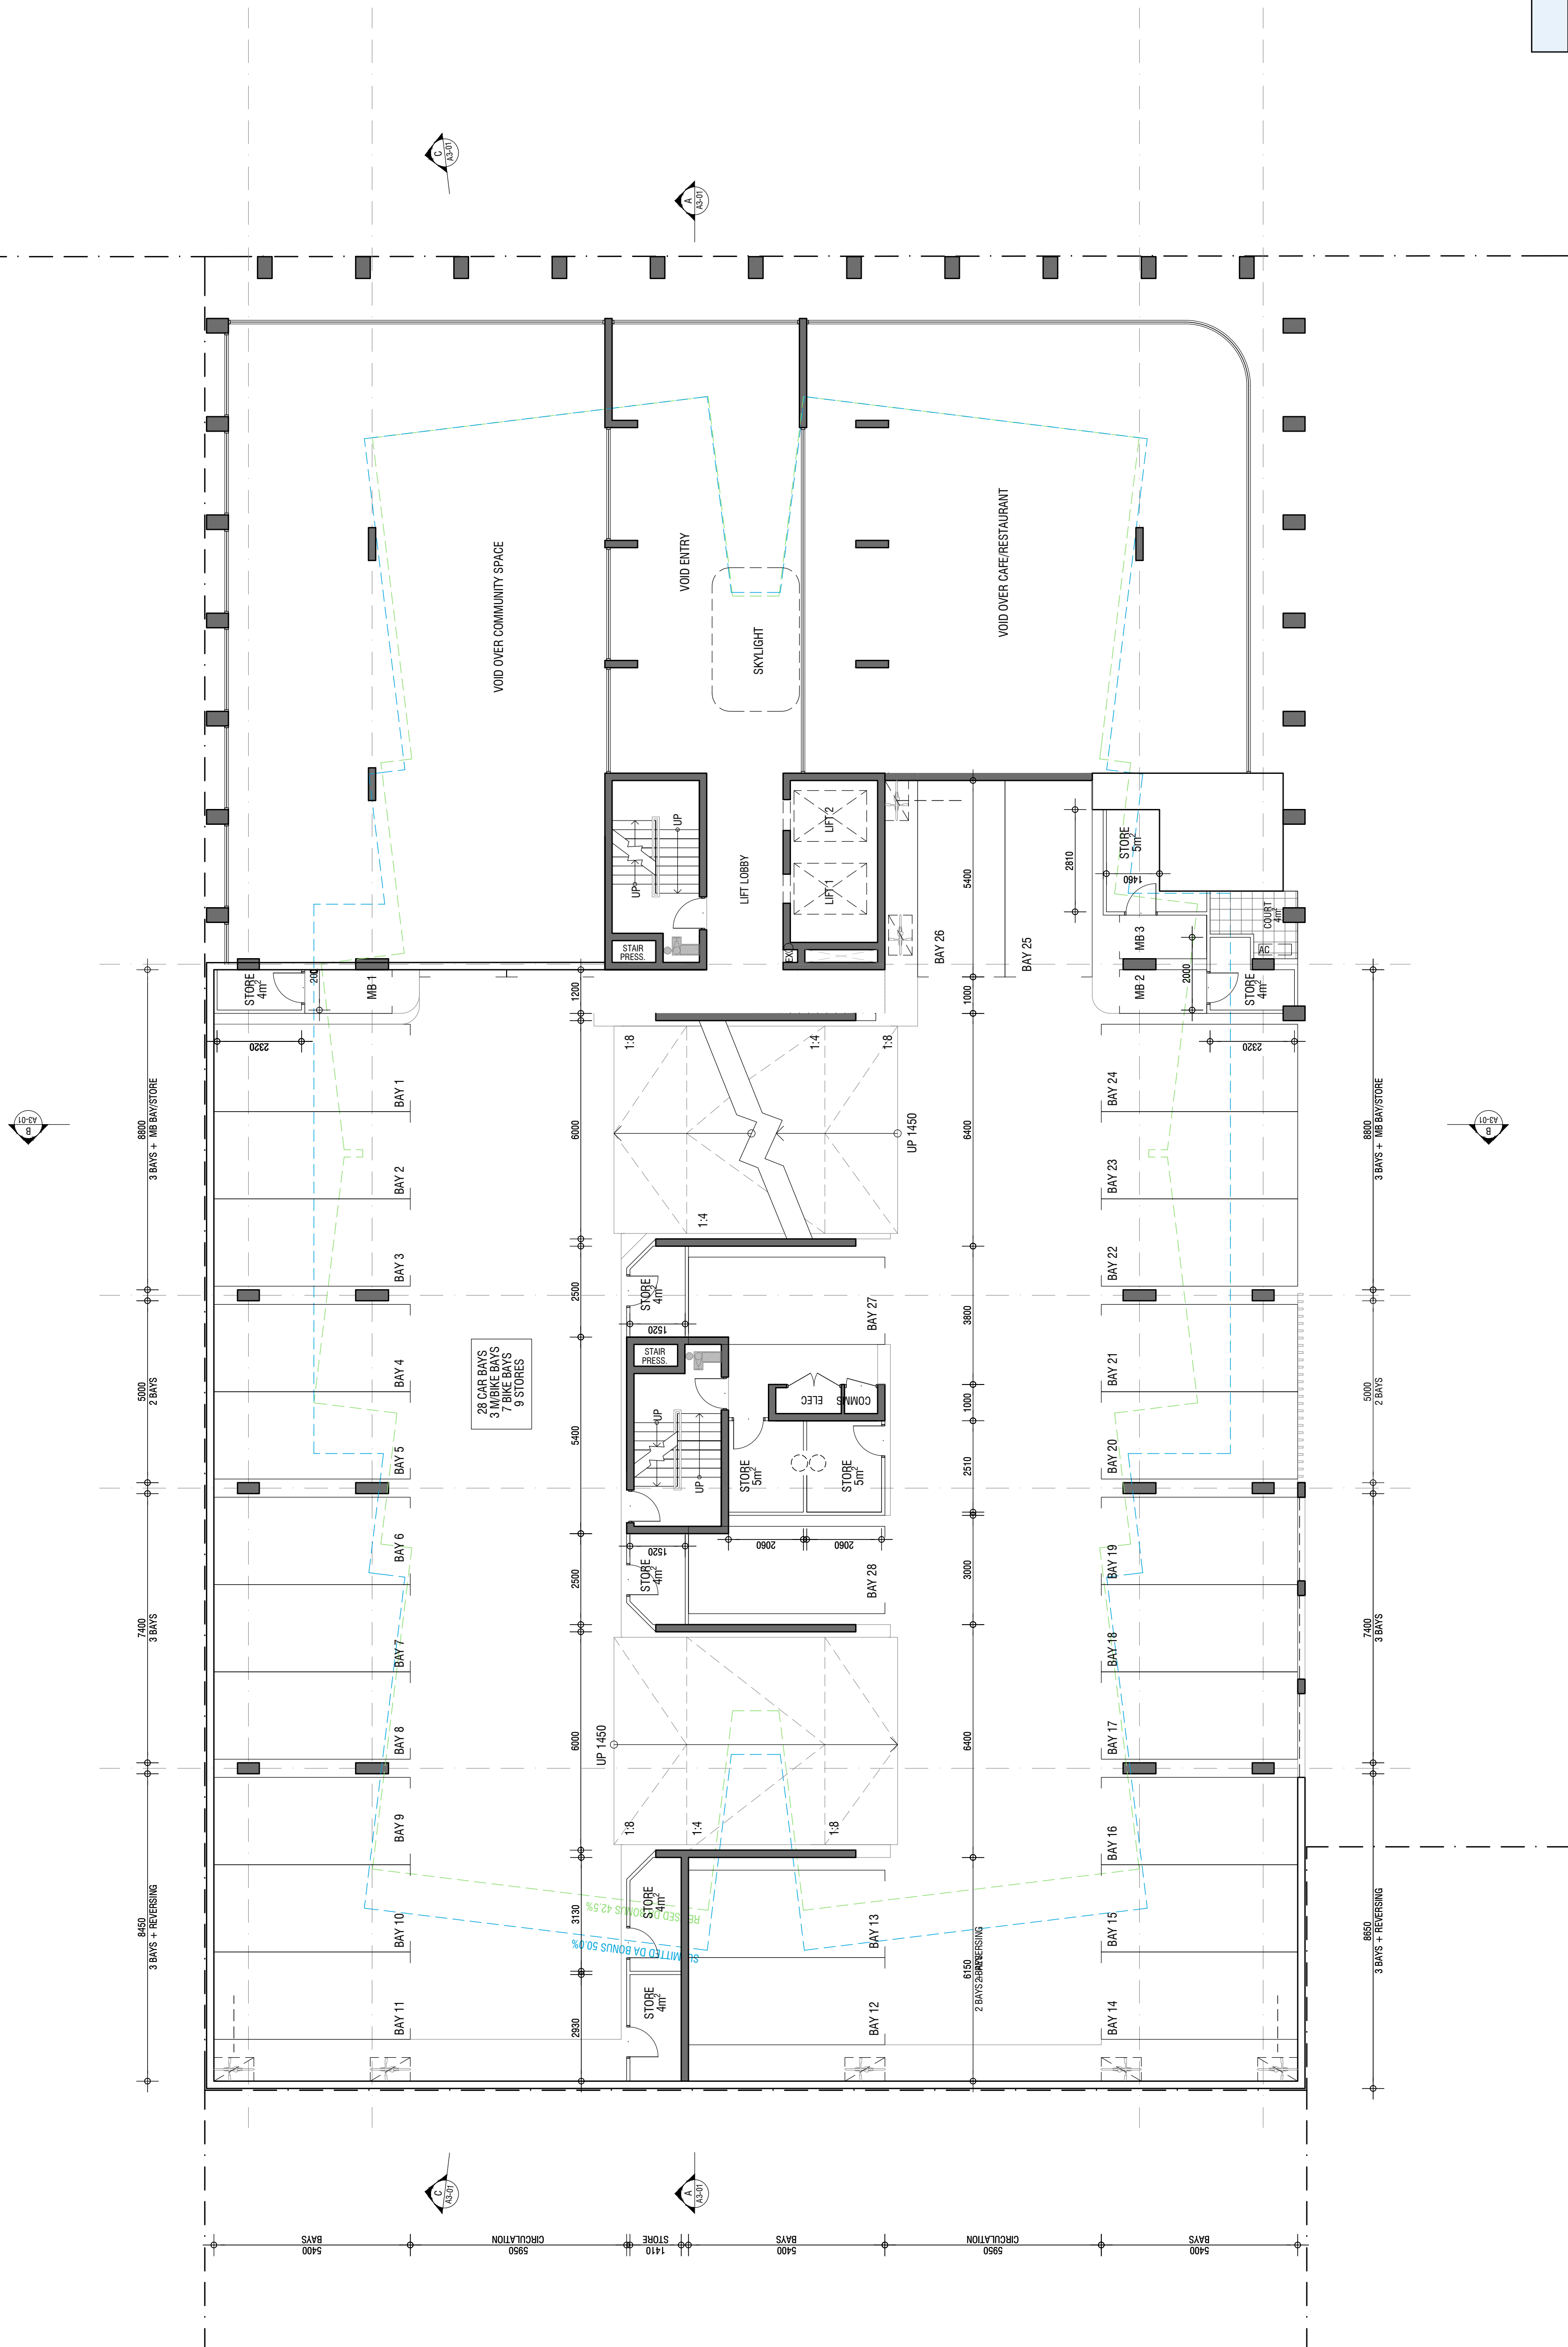 C
A3-01
A
A3-01
VOID OVER COMMUNITY SPACE
VOID ENTRY
SKYLIGHT
VOID OVER CAFE/RESTAURANT
UP
UP
LIFT LOBBY
LIFT 2
LIFT 1
STAIR
PRESS.
5400
BAY 26
BAY 25
2810
STORE
5m²
1460
MB 3
COURT
4m²
AC
STORE
4m²
MB 1
2320
1200
1000
MB 2
2000
STORE
4m²
2320
8800
3 BAYS + MB BAY/STORE
B
A3-01
BAY 1
BAY 2
BAY 3
6000
1:8
1:4
1:8
1:4
UP 1450
6400
BAY 24
BAY 23
BAY 22
8800
3 BAYS + MB BAY/STORE
B
A3-01
5000
2 BAYS
BAY 4
BAY 5
28 CAR BAYS
3 M/BIKE BAYS
7 BIKE BAYS
9 STORES
2500
STORE
4m²
1520
STAIR
PRESS.
BAY 27
3800
ELEC
COMMS
1000
5400
UP
UP
STORE
5m²
STORE
5m²
2510
BAY 21
BAY 20
5000
2 BAYS
7400
3 BAYS
BAY 6
BAY 7
BAY 8
2500
STORE
4m²
1520
2060
2060
BAY 28
3000
BAY 19
BAY 18
BAY 17
7400
3 BAYS
6000
UP 1450
1:8
1:4
1:8
6400
8450
3 BAYS + REVERSING
BAY 9
BAY 10
BAY 11
3130
STORE
4m²
2930
STORE
4m²
BONUS 42.5%
DA BONUS 50.0%
BAY 13
BAY 12
6150
2 BAYS
BAY 16
BAY 15
BAY 14
8650
3 BAYS + REVERSING
C
A3-01
A
A3-01
5400
BAYS
5950
CIRCULATION
1410
STORE
5400
BAYS
5950
CIRCULATION
5400
BAYS